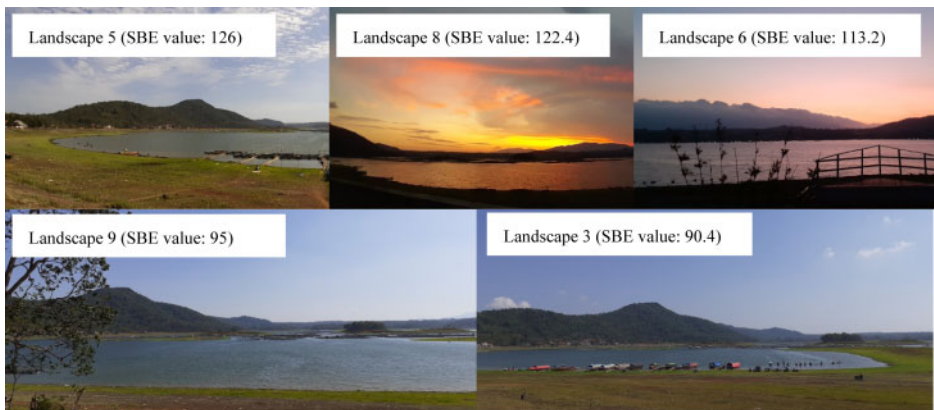 Landscape 5 (SBE value: 126)
Landscape 8 (SBE value: 122.4)
Landscape 6 (SBE value: 113.2)
Landscape 9 (SBE value: 95)
Landscape 3 (SBE value: 90.4)